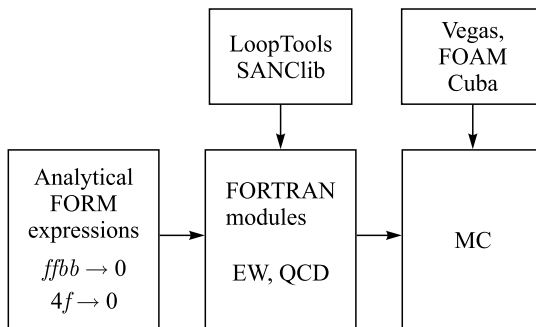 LoopTools
SANClib
Vegas,
FOAM
Cuba
Analytical
FORM
expressions
ffbb → 0
4f → 0
FORTRAN
modules
EW, QCD
MC